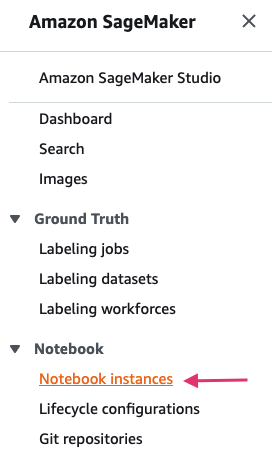 Amazon SageMaker
Amazon SageMaker Studio
Dashboard
Search
Images
Ground Truth
Labeling jobs
Labeling datasets
Labeling workforces
Notebook
Notebook instances
Lifecycle configurations
Git repositories